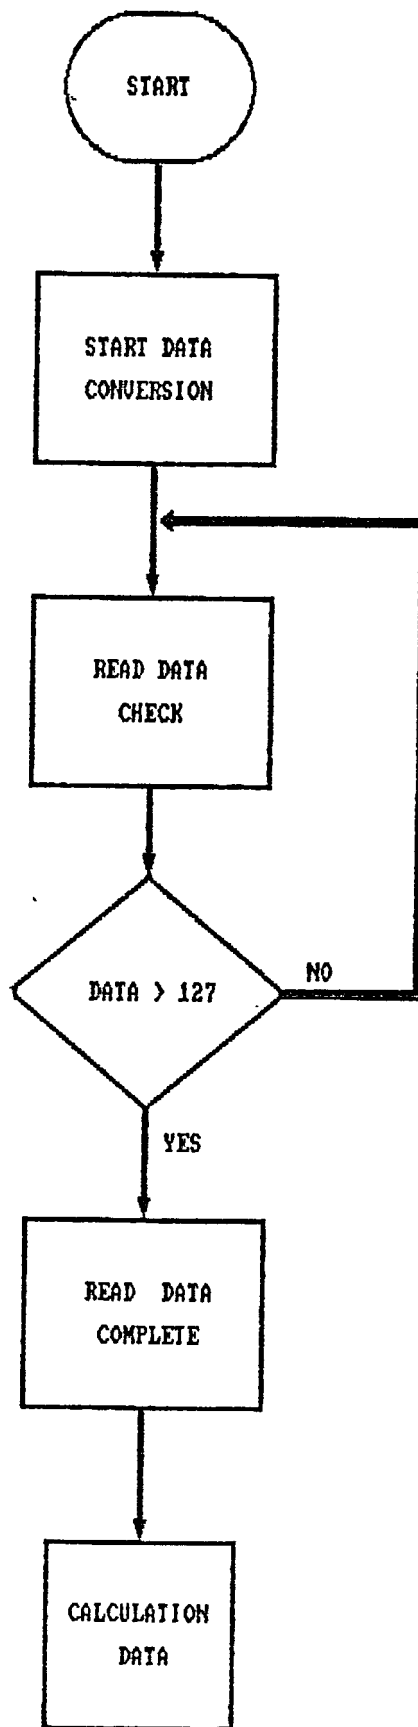 START
START DATA
CONVERSION
READ DATA
CHECK
DATA > 127
NO
YES
READ DATA
COMPLETE
CALCULATION
DATA